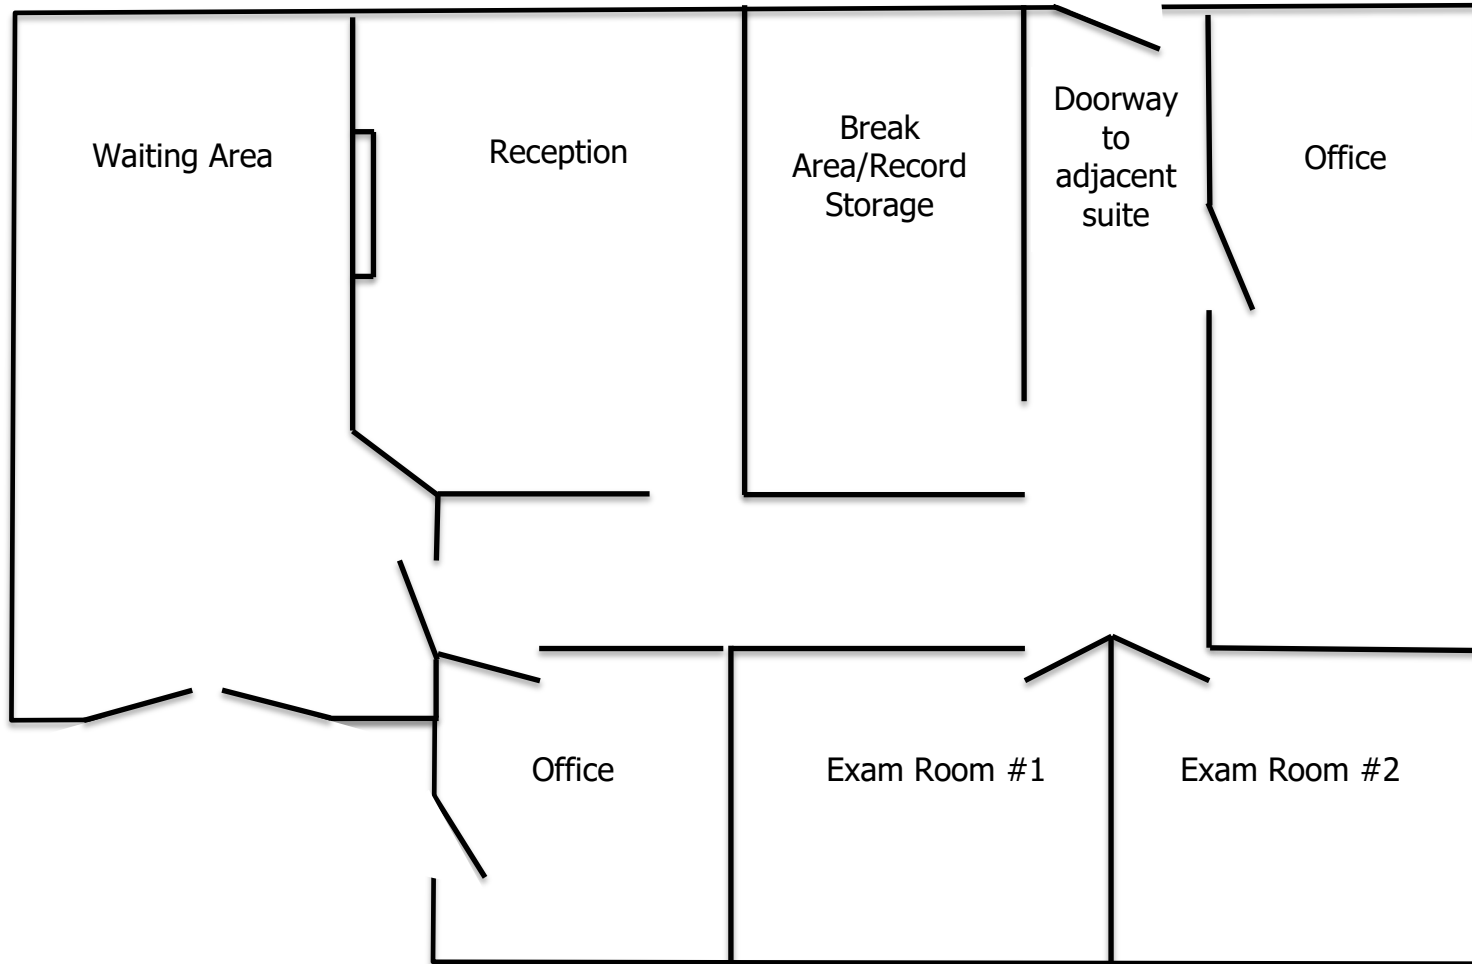 Waiting Area
Reception
Break
Area/Record
Storage
Doorway
to
adjacent
suite
Office
Office
Exam Room #1
Exam Room #2